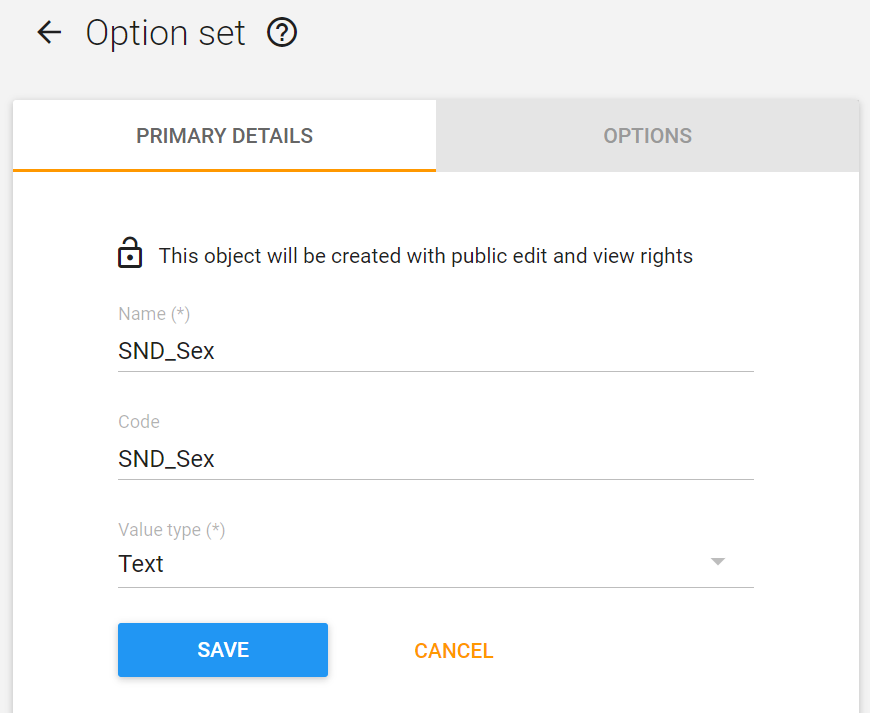 Option set
PRIMARY DETAILS
OPTIONS
This object will be created with public edit and view rights
Name (*)
SND_Sex
Code
SND_Sex
Value type (*)
Text
SAVE
CANCEL